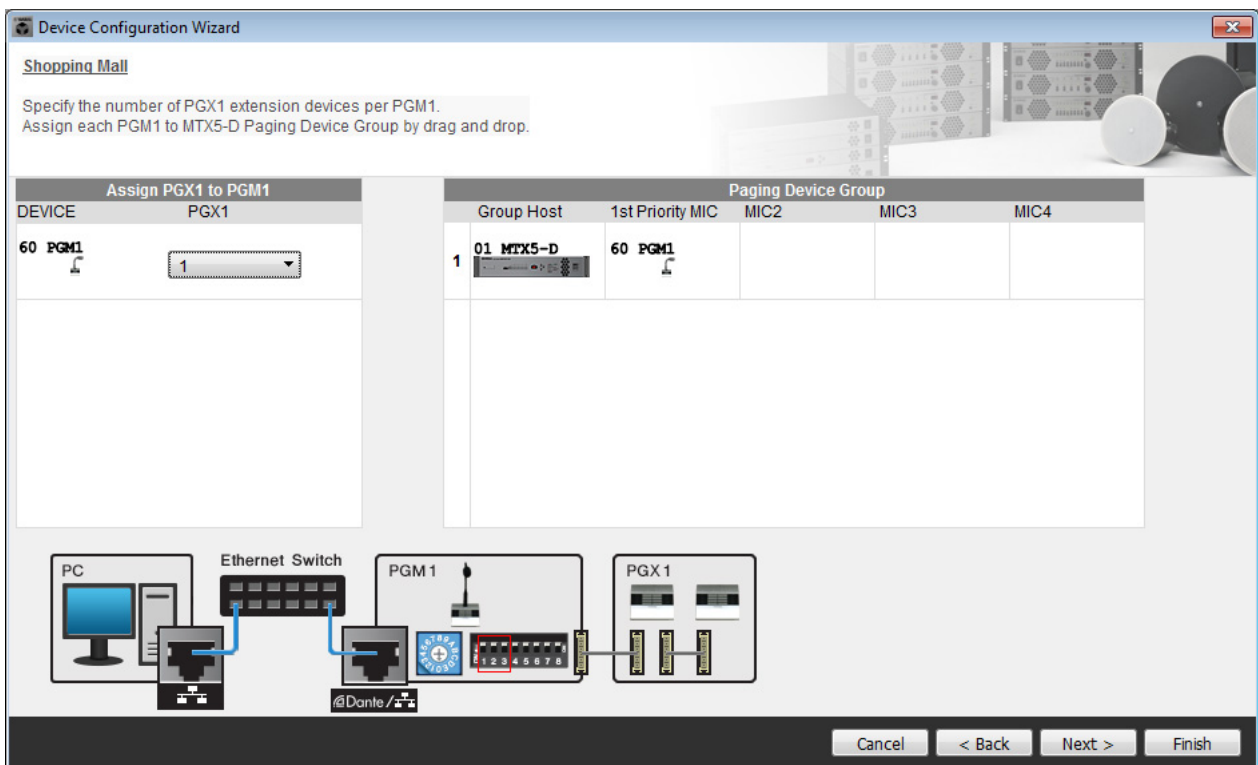 Device Configuration Wizard
Shopping Mall
Specify the number of PGX1 extension devices per PGM1.
Assign each PGM1 to MTX5-D Paging Device Group by drag and drop.
Assign PGX1 to PGM1
DEVICE PGX1
60 PGM1
1
Paging Device Group
Group Host 1st Priority MIC MIC2 MIC3 MIC4
1 01 MTX5-D 60 PGM1
PC
Ethernet Switch
PGM1
PGX1
1 2 3 4 5 6 7 8
Dante/
Cancel < Back Next > Finish